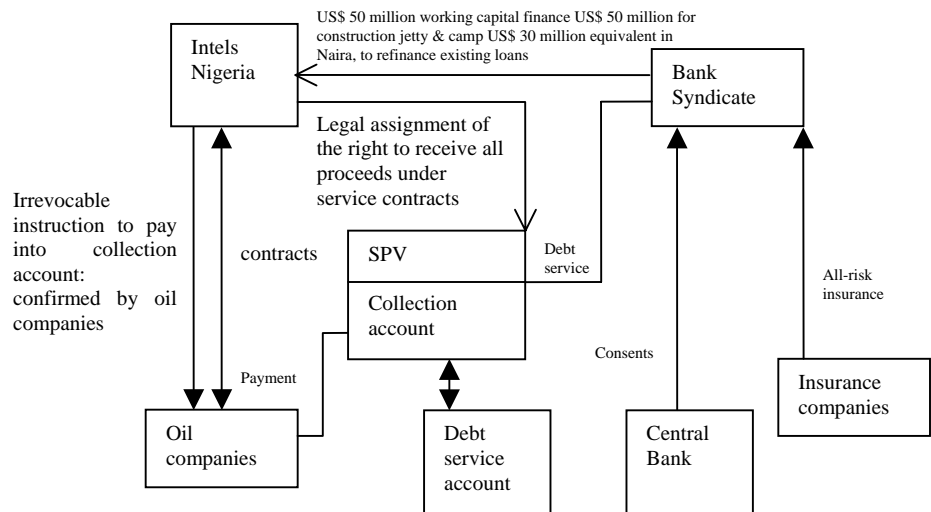 US$ 50 million working capital finance US$ 50 million for
construction jetty & camp US$ 30 million equivalent in
Naira, to refinance existing loans
Intels
Nigeria
Bank
Syndicate
Legal assignment of
the right to receive all
proceeds under
service contracts
Irrevocable
instruction to pay
into collection
account:
confirmed by oil
companies
contracts
SPV
Debt
service
All-risk
insurance
Collection
account
Consents
Payment
Insurance
companies
Oil
companies
Debt
service
account
Central
Bank